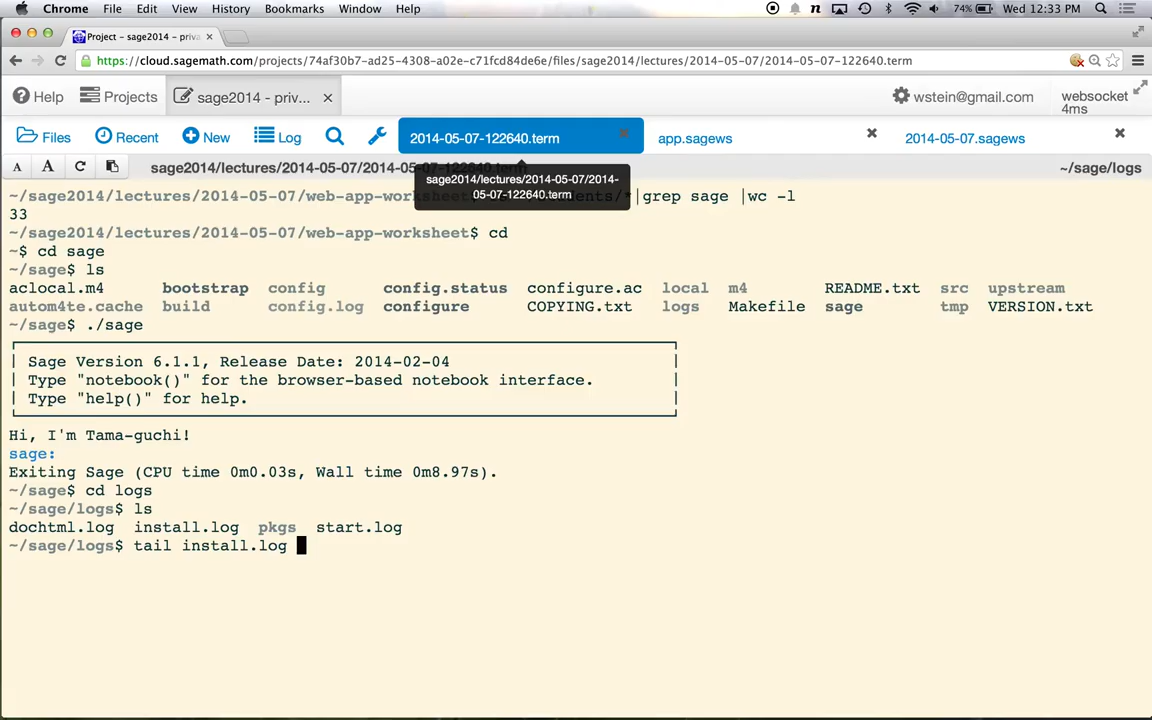 Chrome File Edit View History Bookmarks Window Help 74% Wed 12:33 PM
Project – sage2014 – priva
https://cloud.sagemath.com/projects/74af30b7-ad25-4308-a02e-c71fcd84de6e/files/sage2014/lectures/2014-05-07/2014-05-07-122640.term
Help Projects sage2014 - priv... wstein@gmail.com websocket
4ms
Files Recent New Log 2014-05-07-122640.term app.sagews 2014-05-07.sagews
A A sage2014/lectures/2014-05-07/2014-05-07-122640.term ~/sage/logs
sage2014/lectures/2014-05-07/2014-
05-07-122640.term
~/sage2014/lectures/2014-05-07/web-app-worksheet$ |grep sage |wc -l
33
~/sage2014/lectures/2014-05-07/web-app-worksheet$ cd
~$ cd sage
~/sage$ ls
aclocal.m4 bootstrap config config.status configure.ac local m4 README.txt src upstream
autom4te.cache build config.log configure COPYING.txt logs Makefile sage tmp VERSION.txt
~/sage$ ./sage
Sage Version 6.1.1, Release Date: 2014-02-04
Type "notebook()" for the browser-based notebook interface.
Type "help()" for help.
Hi, I'm Tama-guchi!
sage:
Exiting Sage (CPU time 0m0.03s, Wall time 0m8.97s).
~/sage$ cd logs
~/sage/logs$ ls
dochtml.log install.log pkgs start.log
~/sage/logs$ tail install.log